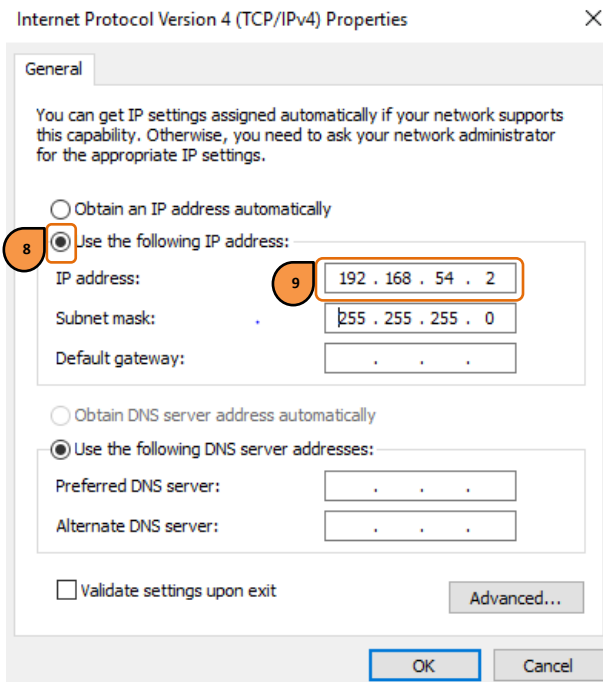 Internet Protocol Version 4 (TCP/IPv4) Properties
General
You can get IP settings assigned automatically if your network supports
this capability. Otherwise, you need to ask your network administrator
for the appropriate IP settings.
Obtain an IP address automatically
8 Use the following IP address:
IP address: 9 192 . 168 . 54 . 2
Subnet mask: 255 . 255 . 255 . 0
Default gateway: . . .
Obtain DNS server address automatically
Use the following DNS server addresses:
Preferred DNS server: . . .
Alternate DNS server: . . .
Validate settings upon exit
Advanced...
OK Cancel